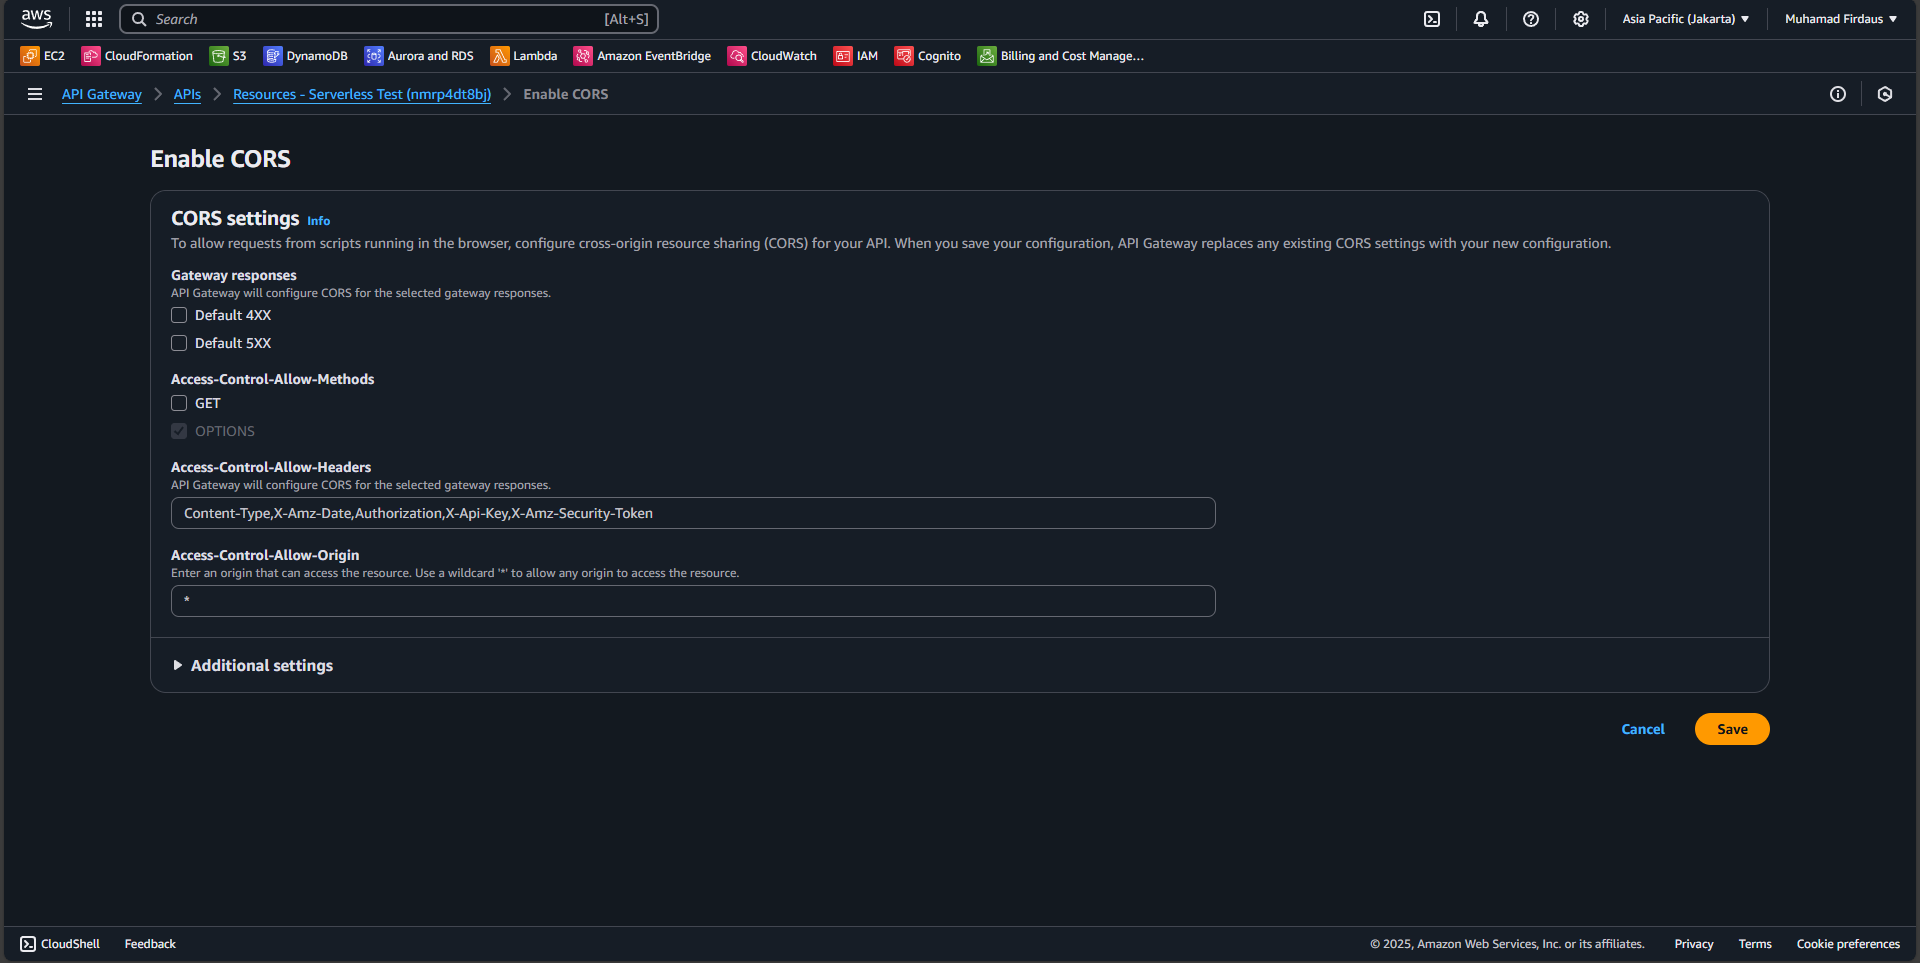 aws
Search [Alt+S]
Asia Pacific (Jakarta)
Muhamad Firdaus
EC2 CloudFormation S3 DynamoDB Aurora and RDS Lambda Amazon EventBridge CloudWatch IAM Cognito Billing and Cost Manage...
API Gateway APIs Resources - Serverless Test (nmrp4dt8bj) Enable CORS
Enable CORS
CORS settings Info
To allow requests from scripts running in the browser, configure cross-origin resource sharing (CORS) for your API. When you save your configuration, API Gateway replaces any existing CORS settings with your new configuration.
Gateway responses
API Gateway will configure CORS for the selected gateway responses.
Default 4XX
Default 5XX
Access-Control-Allow-Methods
GET
OPTIONS
Access-Control-Allow-Headers
API Gateway will configure CORS for the selected gateway responses.
Content-Type,X-Amz-Date,Authorization,X-Api-Key,X-Amz-Security-Token
Access-Control-Allow-Origin
Enter an origin that can access the resource. Use a wildcard '*' to allow any origin to access the resource.
*
Additional settings
Cancel Save
CloudShell Feedback © 2025, Amazon Web Services, Inc. or its affiliates. Privacy Terms Cookie preferences